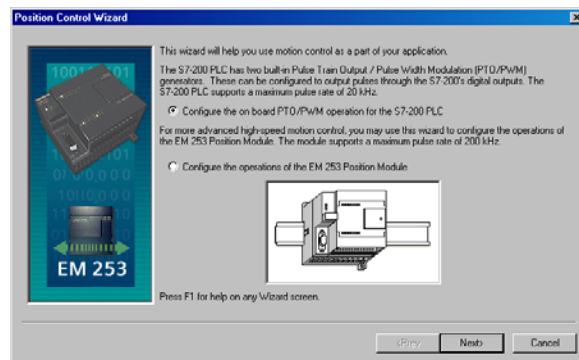 Position Control Wizard
This wizard will help you use motion control as a part of your application.
The S7-200 PLC has two built-in Pulse Train Output / Pulse Width Modulation (PTO/PWM)
generators. These can be configured to output pulses through the S7-200's digital outputs. The
S7-200 PLC supports a maximum pulse rate of 20 kHz.
Configure the on board PTO/PWM operation for the S7-200 PLC
For more advanced high-speed motion control, you may use this wizard to configure the operations of
the EM 253 Position Module. The module supports a maximum pulse rate of 200 kHz.
Configure the operations of the EM 253 Position Module
EM 253
Press F1 for help on any Wizard screen.
<Prev
Next>
Cancel